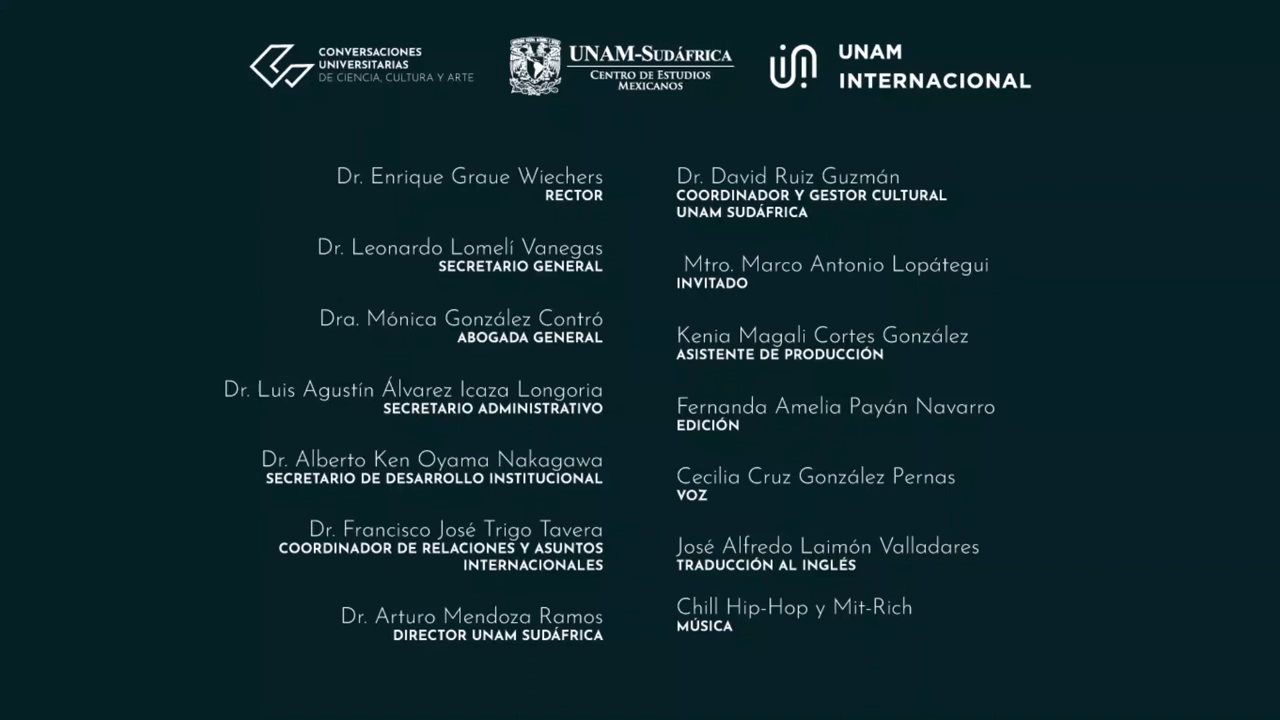 CONVERSACIONES
UNIVERSITARIAS
DE CIENCIA, CULTURA Y ARTE
UNAM-SUDÁFRICA
CENTRO DE ESTUDIOS
MEXICANOS
UNAM
INTERNACIONAL
Dr. Enrique Graue Wiechers
RECTOR
Dr. Leonardo Lomelí Vanegas
SECRETARIO GENERAL
Dra. Mónica González Contró
ABOGADA GENERAL
Dr. Luis Agustín Álvarez Icaza Longoria
SECRETARIO ADMINISTRATIVO
Dr. Alberto Ken Oyama Nakagawa
SECRETARIO DE DESARROLLO INSTITUCIONAL
Dr. Francisco José Trigo Tavera
COORDINADOR DE RELACIONES Y ASUNTOS
INTERNACIONALES
Dr. Arturo Mendoza Ramos
DIRECTOR UNAM SUDÁFRICA
Dr. David Ruiz Guzmán
COORDINADOR Y GESTOR CULTURAL
UNAM SUDÁFRICA
Mtro. Marco Antonio Lopátegui
INVITADO
Kenia Magali Cortes González
ASISTENTE DE PRODUCCIÓN
Fernanda Amelia Payán Navarro
EDICIÓN
Cecilia Cruz González Pernas
VOZ
José Alfredo Laimón Valladares
TRADUCCIÓN AL INGLÉS
Chill Hip-Hop y Mit-Rich
MÚSICA